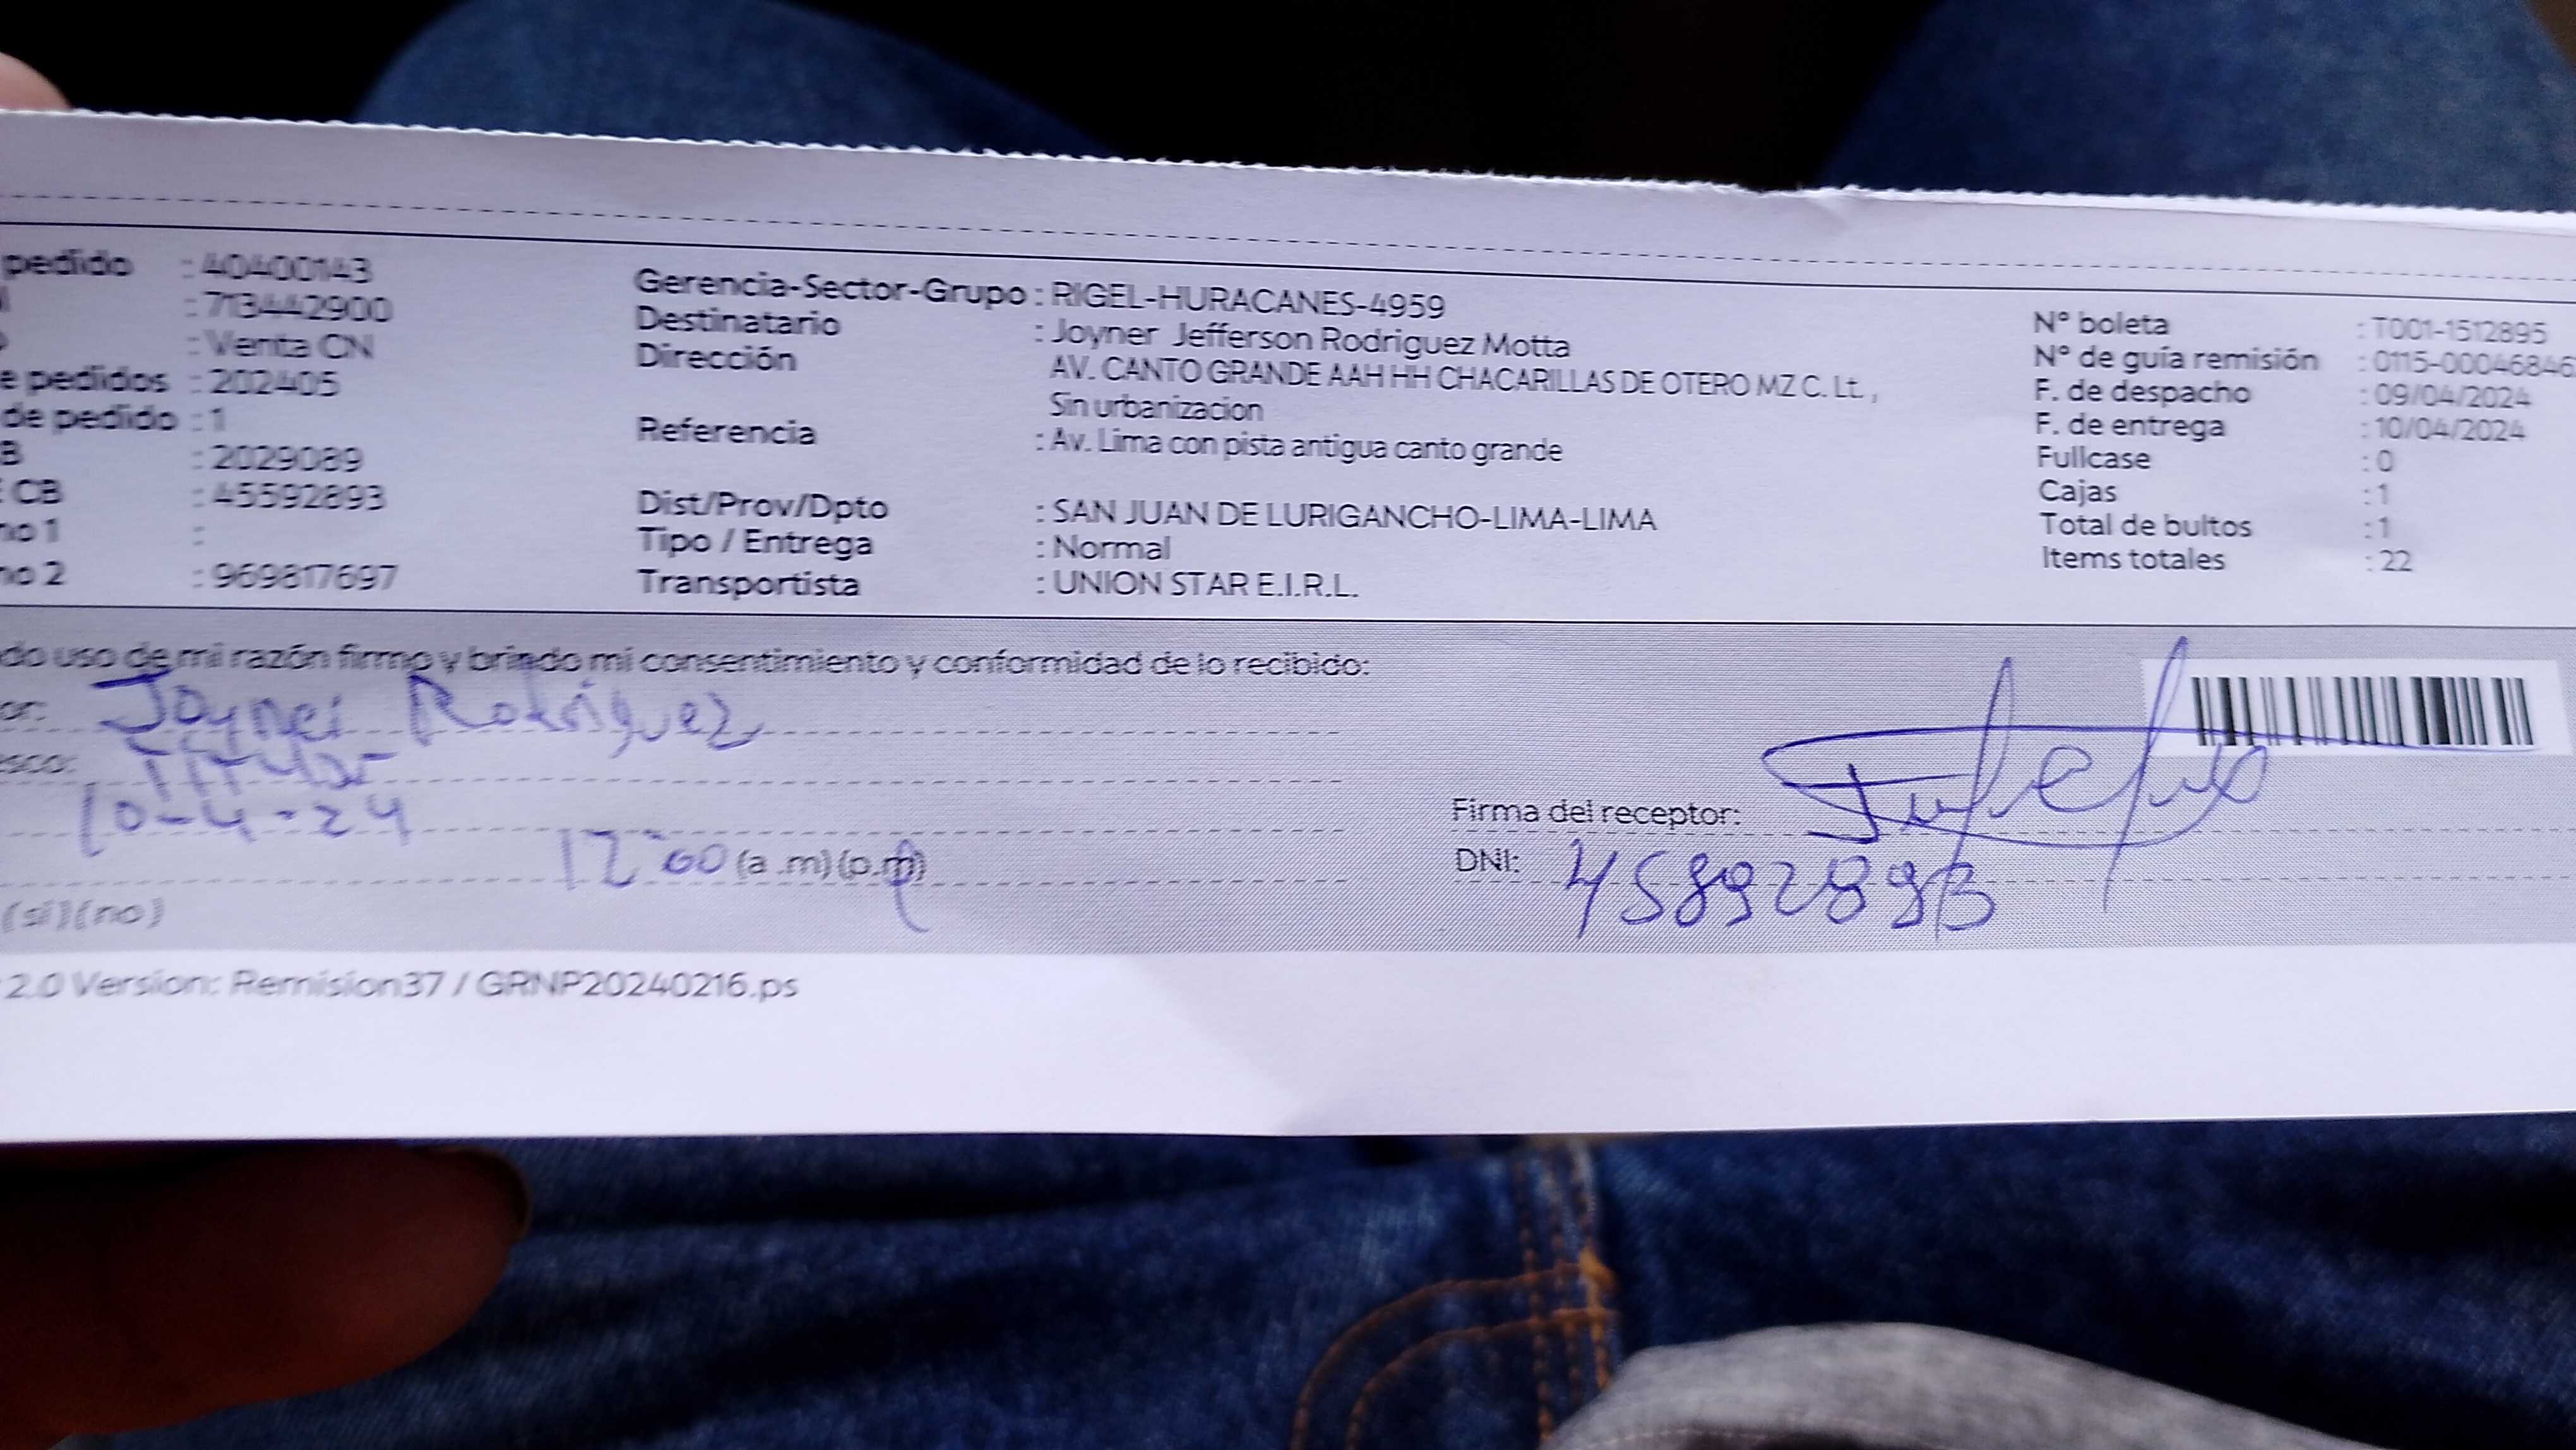 pedido : 40400143
: 713442900
: Venta CN
e pedidos : 202405
de pedido : 1
B : 2029089
CB : 45592893
no 1 :
no 2 : 969817697
Gerencia-Sector-Grupo : RIGEL-HURACANES-4959
Destinatario : Joyner Jefferson Rodriguez Motta
Dirección AV. CANTO GRANDE AAH HH CHACARILLAS DE OTERO MZ C. Lt ,
Sin urbanizacion
Referencia : Av. Lima con pista antigua canto grande
Dist/Prov/Dpto : SAN JUAN DE LURIGANCHO-LIMA-LIMA
Tipo / Entrega : Normal
Transportista : UNION STAR E.I.R.L.
N° boleta : T001-1512895
N° de guía remisión : 0115-00046846
F. de despacho : 09/04/2024
F. de entrega : 10/04/2024
Fullcase : 0
Cajas : 1
Total de bultos : 1
Items totales : 22
do uso de mi razón firmo y brindo mi consentimiento y conformidad de lo recibido:
or: Joyner Rodriguez
sco: Titular
10-4-24
12:00 (a .m) (p.m)
(si) (no)
Firma del receptor:
DNI: 45892893
2.0 Version: Remision37 / GRNP20240216.ps